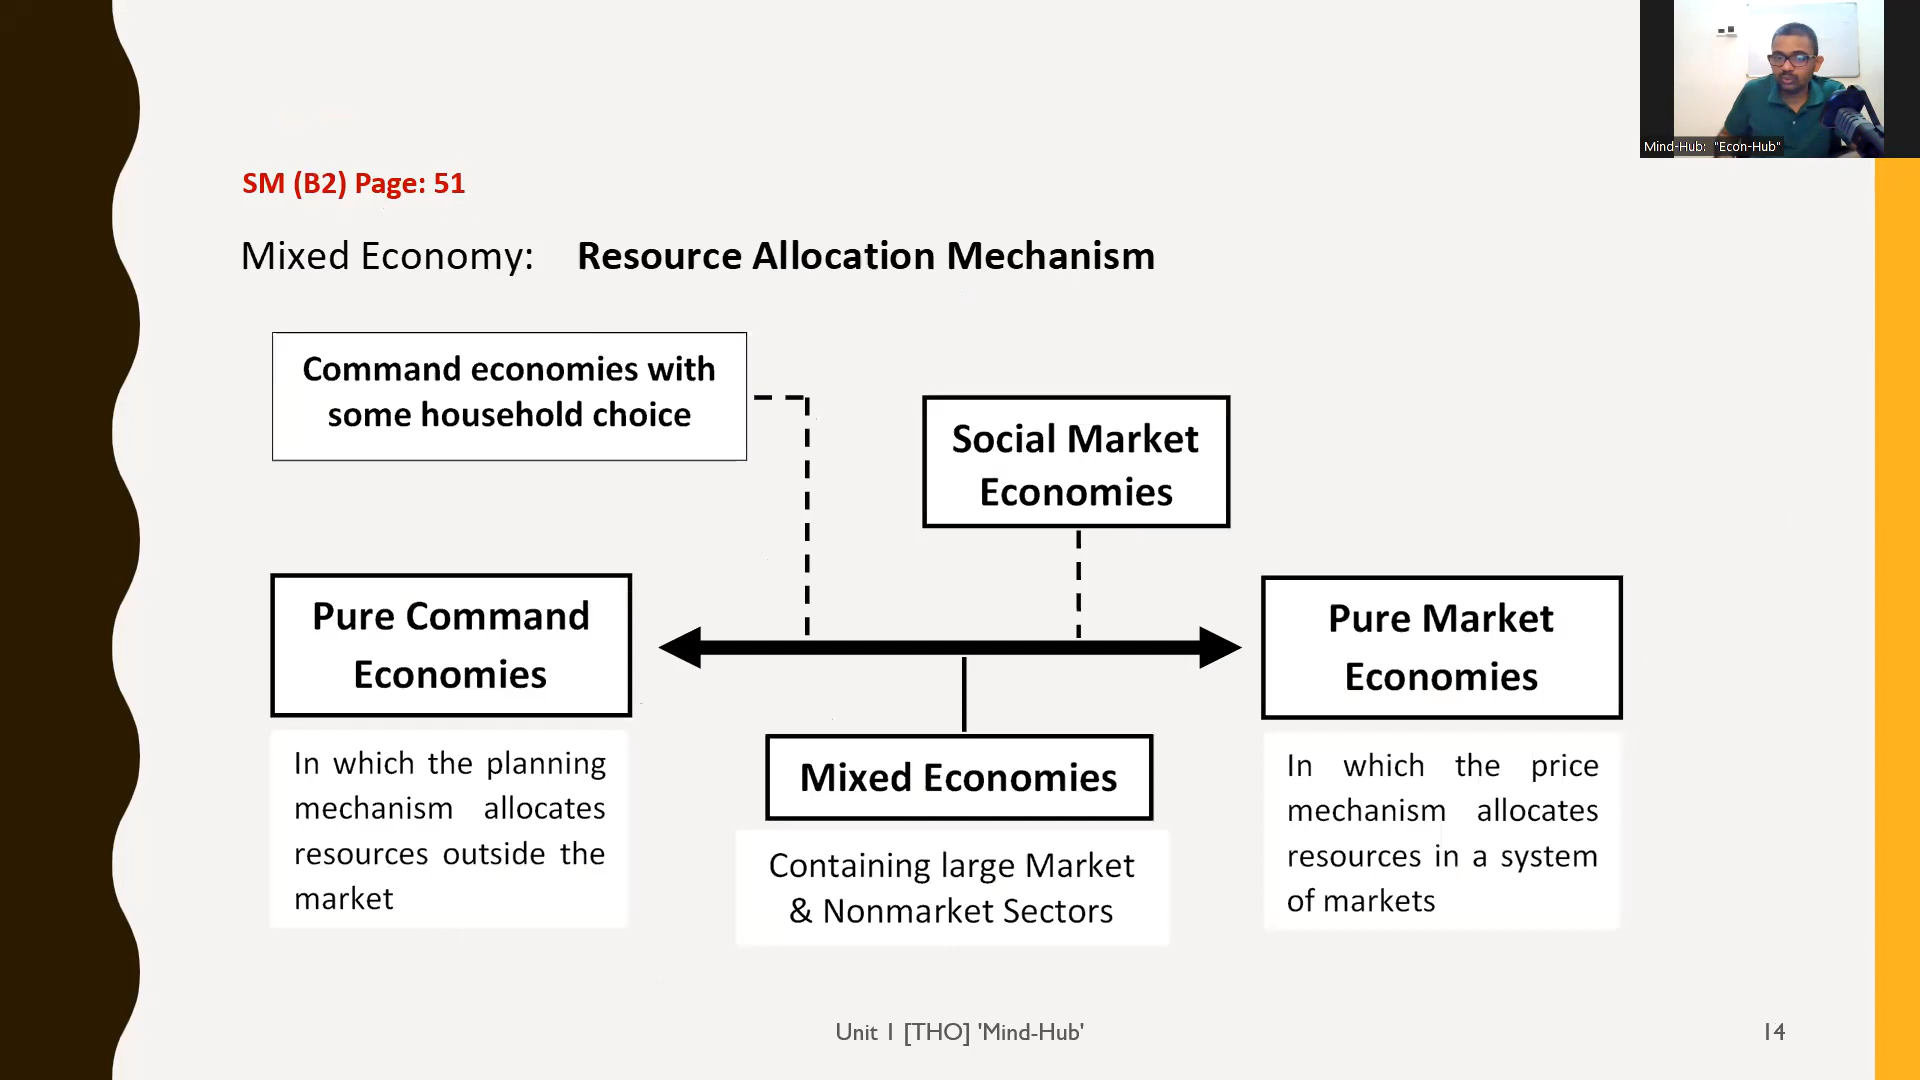 Mind-Hub: "Econ-Hub"
SM (B2) Page: 51
Mixed Economy: Resource Allocation Mechanism
Command economies with
some household choice
Social Market
Economies
Pure Command
Economies
Pure Market
Economies
In which the planning
mechanism allocates
resources outside the
market
Mixed Economies
Containing large Market
& Nonmarket Sectors
In which the price
mechanism allocates
resources in a system
of markets
Unit 1 [THO] 'Mind-Hub'
14